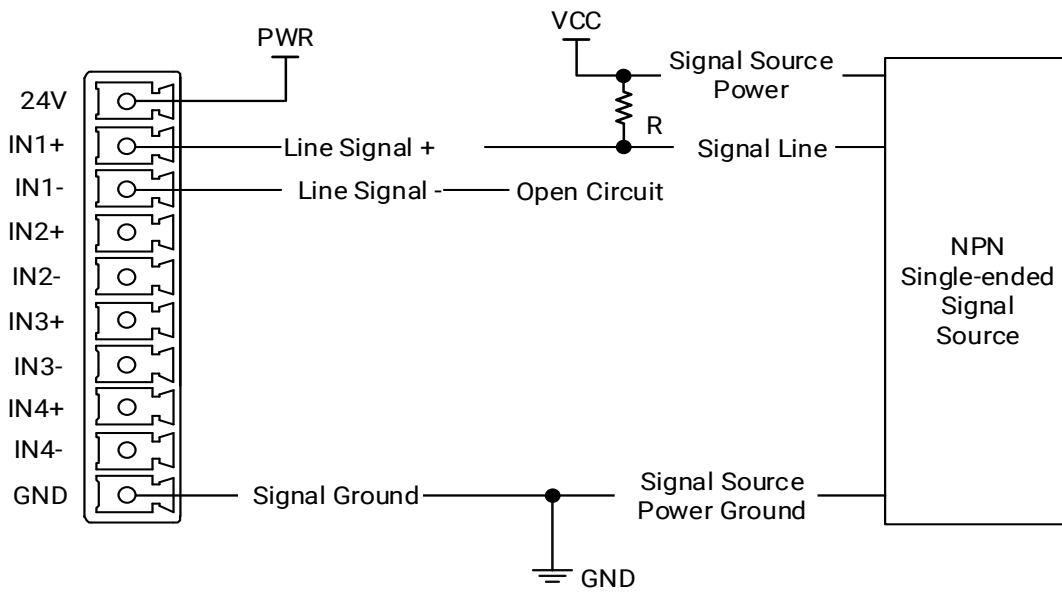 VCC
PWR
Signal Source
Power
24V
R
IN1+
Line Signal +
Signal Line
IN1-
Line Signal -
Open Circuit
IN2+
NPN
Single-ended
Signal
Source
IN2-
IN3+
IN3-
IN4+
IN4-
GND
Signal Ground
Signal Source
Power Ground
GND